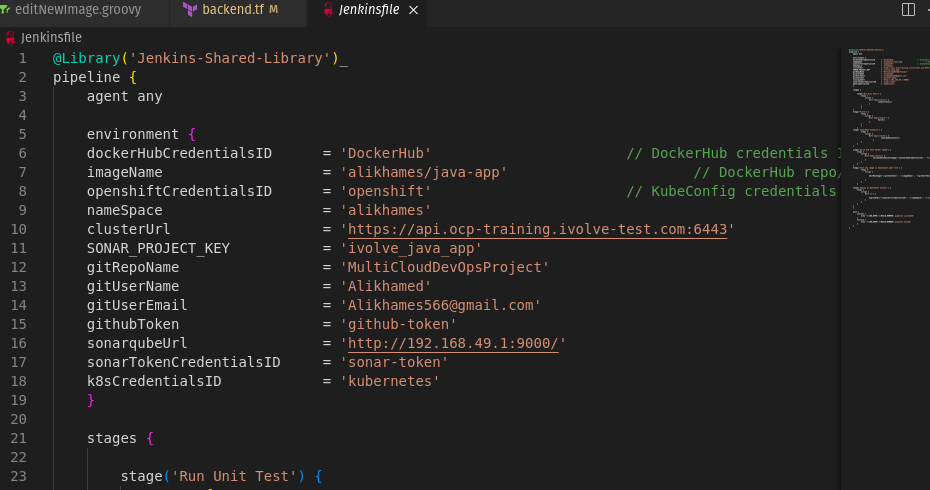 editNewImage.groovy backend.tf M Jenkinsfile
Jenkinsfile
1 @Library('Jenkins-Shared-Library')_
2 pipeline {
3 agent any
4
5 environment {
6 dockerHubCredentialsID = 'DockerHub' // DockerHub credentials
7 imageName = 'alikhames/java-app' // DockerHub repo/
8 openshiftCredentialsID = 'openshift' // KubeConfig credentials
9 nameSpace = 'alikhames'
10 clusterUrl = 'https://api.ocp-training.ivolve-test.com:6443'
11 SONAR_PROJECT_KEY = 'ivolve_java_app'
12 gitRepoName = 'MultiCloudDevOpsProject'
13 gitUserName = 'Alikhamed'
14 gitUserEmail = 'Alikhames566@gmail.com'
15 githubToken = 'github-token'
16 sonarqubeUrl = 'http://192.168.49.1:9000/'
17 sonarTokenCredentialsID = 'sonar-token'
18 k8sCredentialsID = 'kubernetes'
19 }
20
21 stages {
22
23 stage('Run Unit Test') {